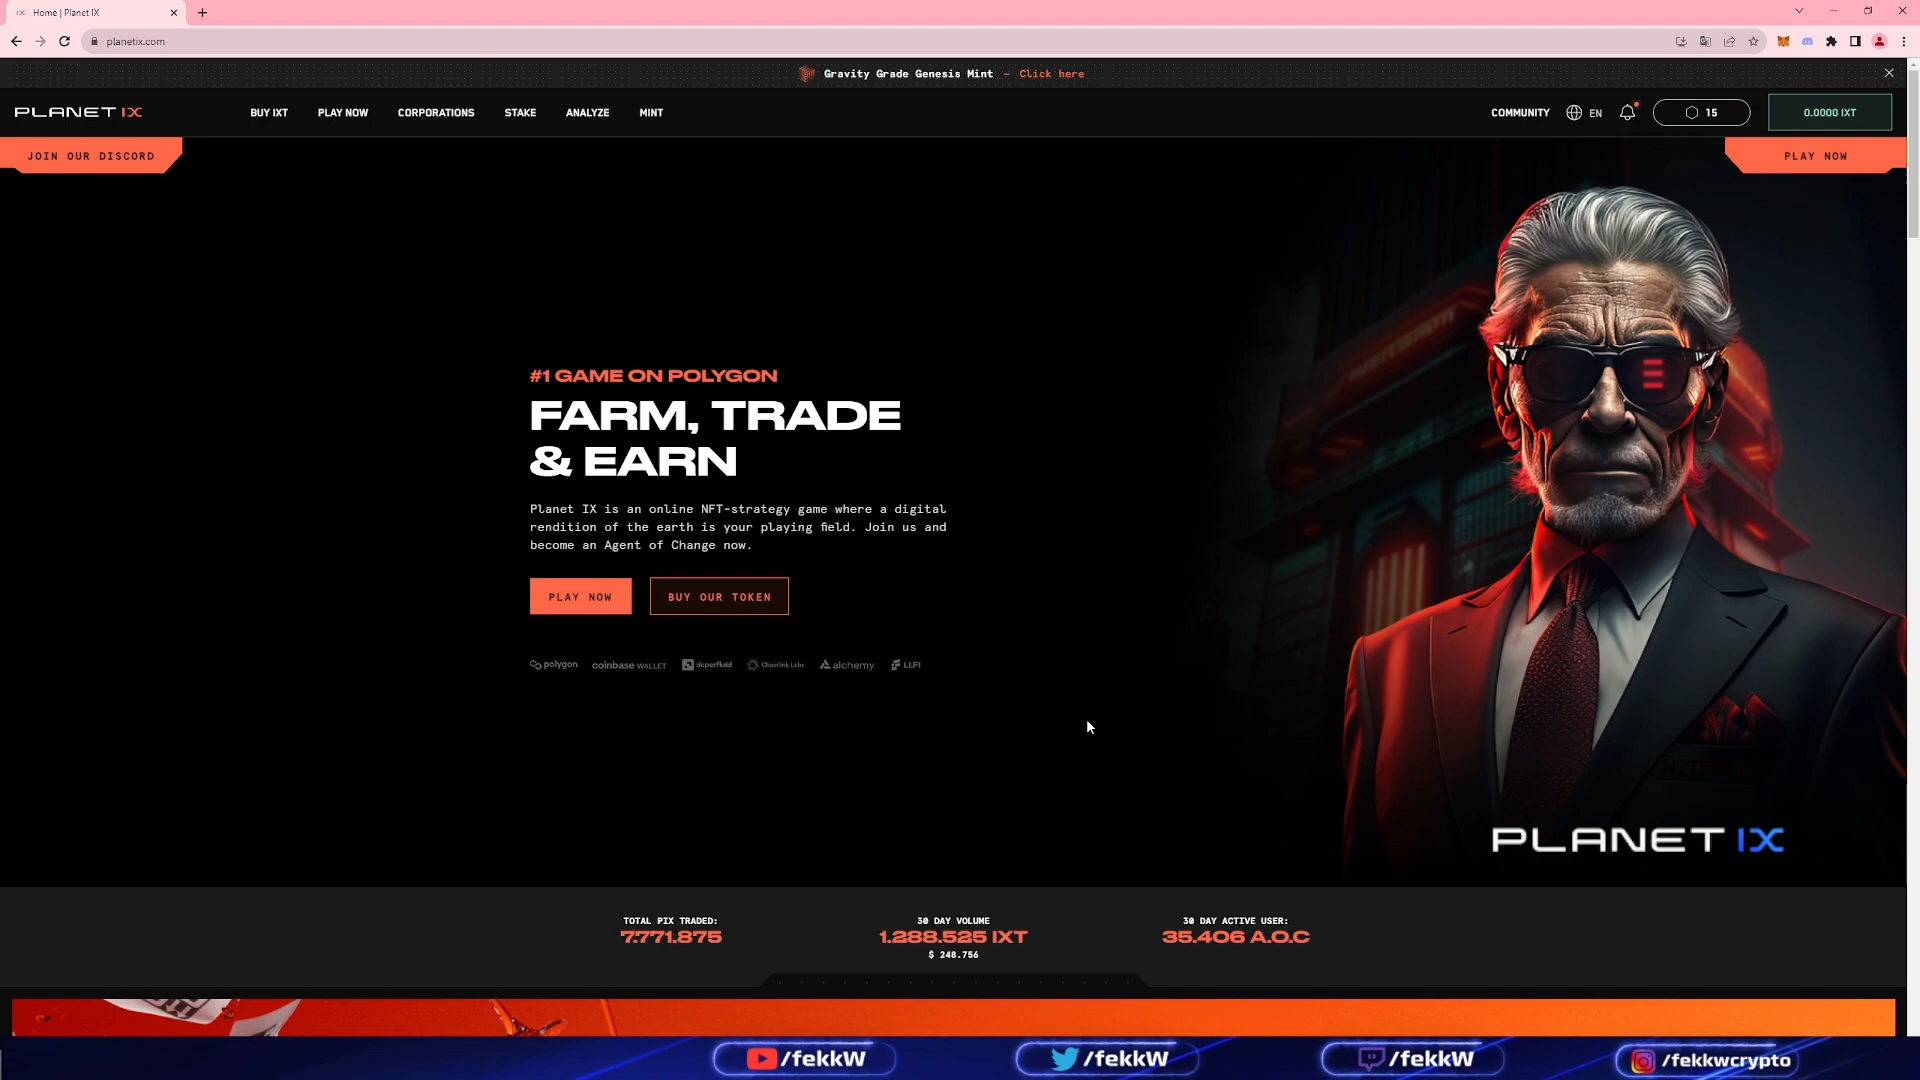 Home | Planet IX
planetix.com
Gravity Grade Genesis Mint — Click here
PLANET IX
BUY IXT
PLAY NOW
CORPORATIONS
STAKE
ANALYZE
MINT
COMMUNITY
EN
15
0.0000 IXT
JOIN OUR DISCORD
PLAY NOW
#1 GAME ON POLYGON
FARM, TRADE
& EARN
Planet IX is an online NFT-strategy game where a digital
rendition of the earth is your playing field. Join us and
become an Agent of Change now.
PLAY NOW
BUY OUR TOKEN
polygon
coinbase WALLET
Superfluid
Chainlink Labs
alchemy
LI.FI
PLANET IX
TOTAL PIX TRADED:
7.771.875
30 DAY VOLUME
1.288.525 IXT
$ 248.756
30 DAY ACTIVE USER:
35.406 A.O.C
/fekkW
/fekkW
/fekkW
/fekkwcrypto